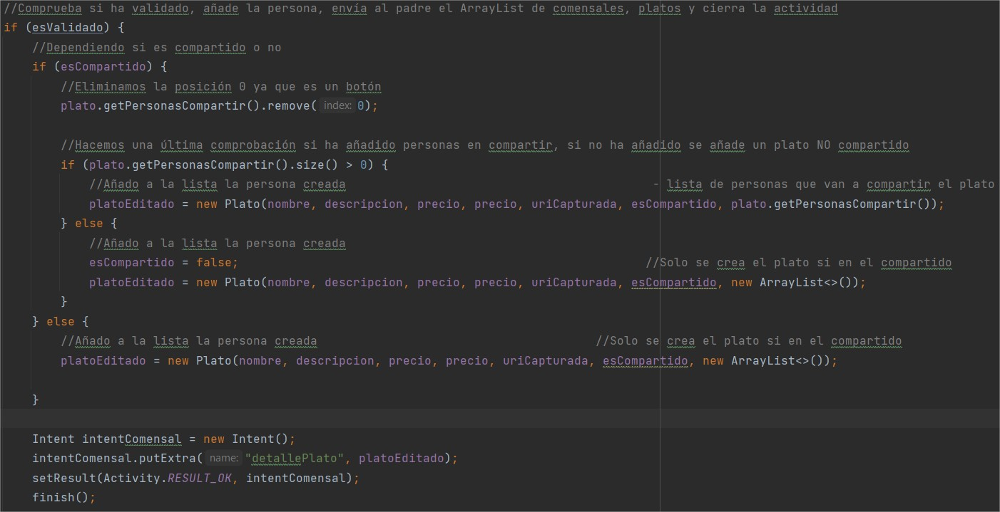 //Comprueba si ha validado, añade la persona, envía al padre el ArrayList de comensales, platos y cierra la actividad
if (esValidado) {
//Dependiendo si es compartido o no
if (esCompartido) {
//Eliminamos la posición 0 ya que es un botón
plato.getPersonasCompartir().remove( index: 0);
//Hacemos una última comprobación si ha añadido personas en compartir, si no ha añadido se añade un plato NO compartido
if (plato.getPersonasCompartir().size() > 0) {
//Añado a la lista la persona creada - lista de personas que van a compartir el plato
platoEditado = new Plato(nombre, descripcion, precio, precio, uriCapturada, esCompartido, plato.getPersonasCompartir());
} else {
//Añado a la lista la persona creada
esCompartido = false; //Solo se crea el plato si en el compartido
platoEditado = new Plato(nombre, descripcion, precio, precio, uriCapturada, esCompartido, new ArrayList<>());
}
} else {
//Añado a la lista la persona creada //Solo se crea el plato si en el compartido
platoEditado = new Plato(nombre, descripcion, precio, precio, uriCapturada, esCompartido, new ArrayList<>());
}
Intent intentComensal = new Intent();
intentComensal.putExtra( name: "detallePlato", platoEditado);
setResult(Activity.RESULT_OK, intentComensal);
finish();